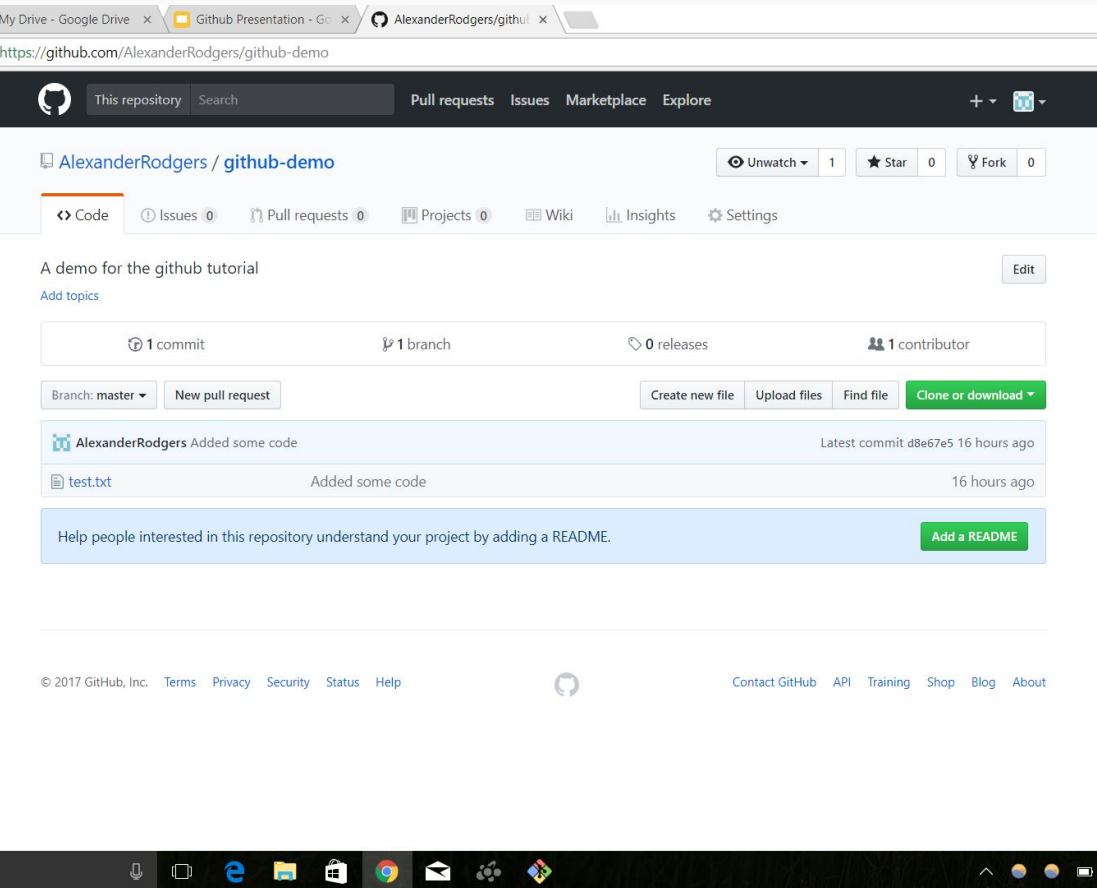 My Drive - Google Drive × Github Presentation - Go × AlexanderRodgers/githu ×
https://github.com/AlexanderRodgers/github-demo
This repository Search Pull requests Issues Marketplace Explore
AlexanderRodgers / github-demo Unwatch 1 Star 0 Fork 0
Code Issues 0 Pull requests 0 Projects 0 Wiki Insights Settings
A demo for the github tutorial Edit
Add topics
1 commit 1 branch 0 releases 1 contributor
Branch: master New pull request Create new file Upload files Find file Clone or download
AlexanderRodgers Added some code Latest commit d8e67e5 16 hours ago
test.txt Added some code 16 hours ago
Help people interested in this repository understand your project by adding a README. Add a README
© 2017 GitHub, Inc. Terms Privacy Security Status Help Contact GitHub API Training Shop Blog About